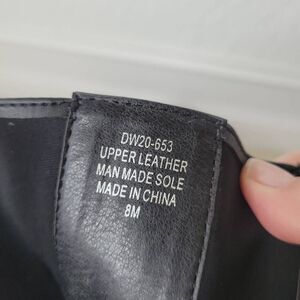 DW20-653
UPPER LEATHER
MAN MADE SOLE
MADE IN CHINA
8M